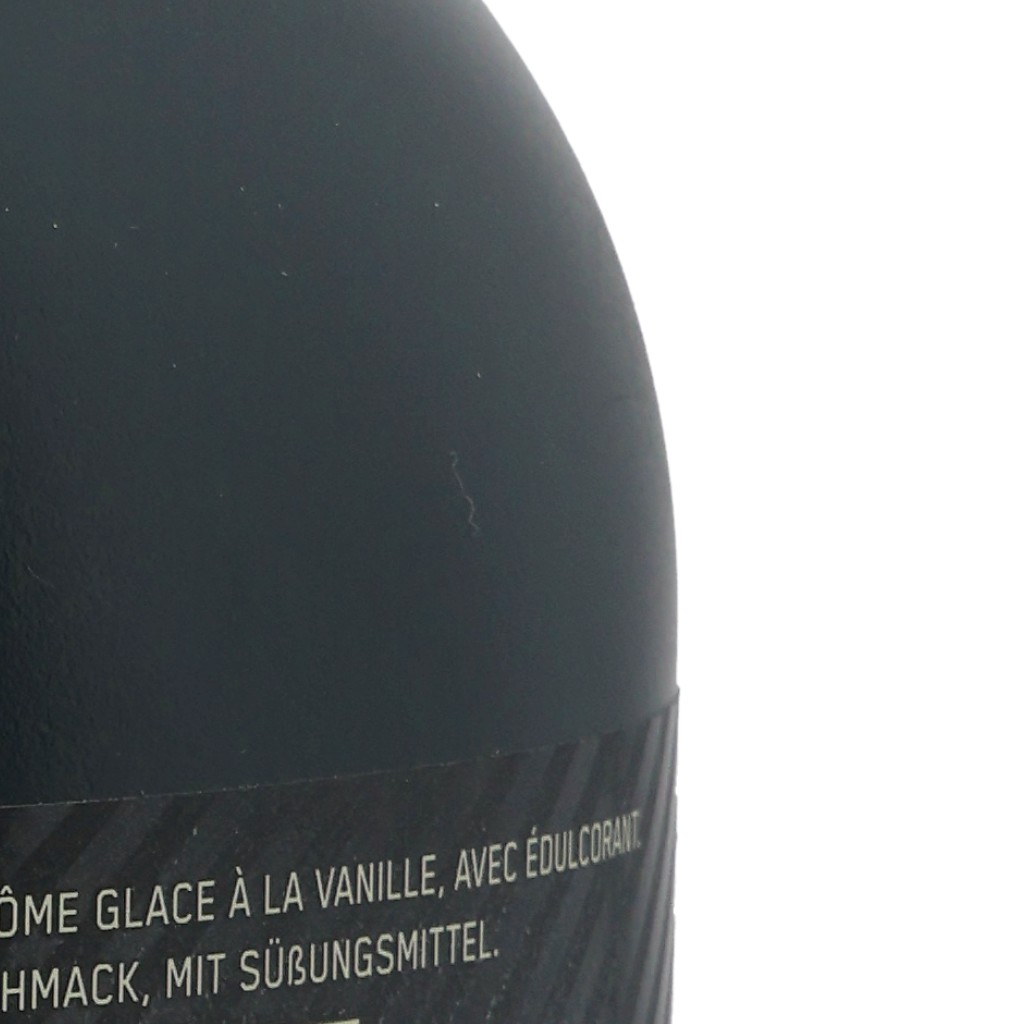 ÔME GLACE À LA VANILLE, AVEC ÉDULCORANT.
HMACK, MIT SÜßUNGSMITTEL.